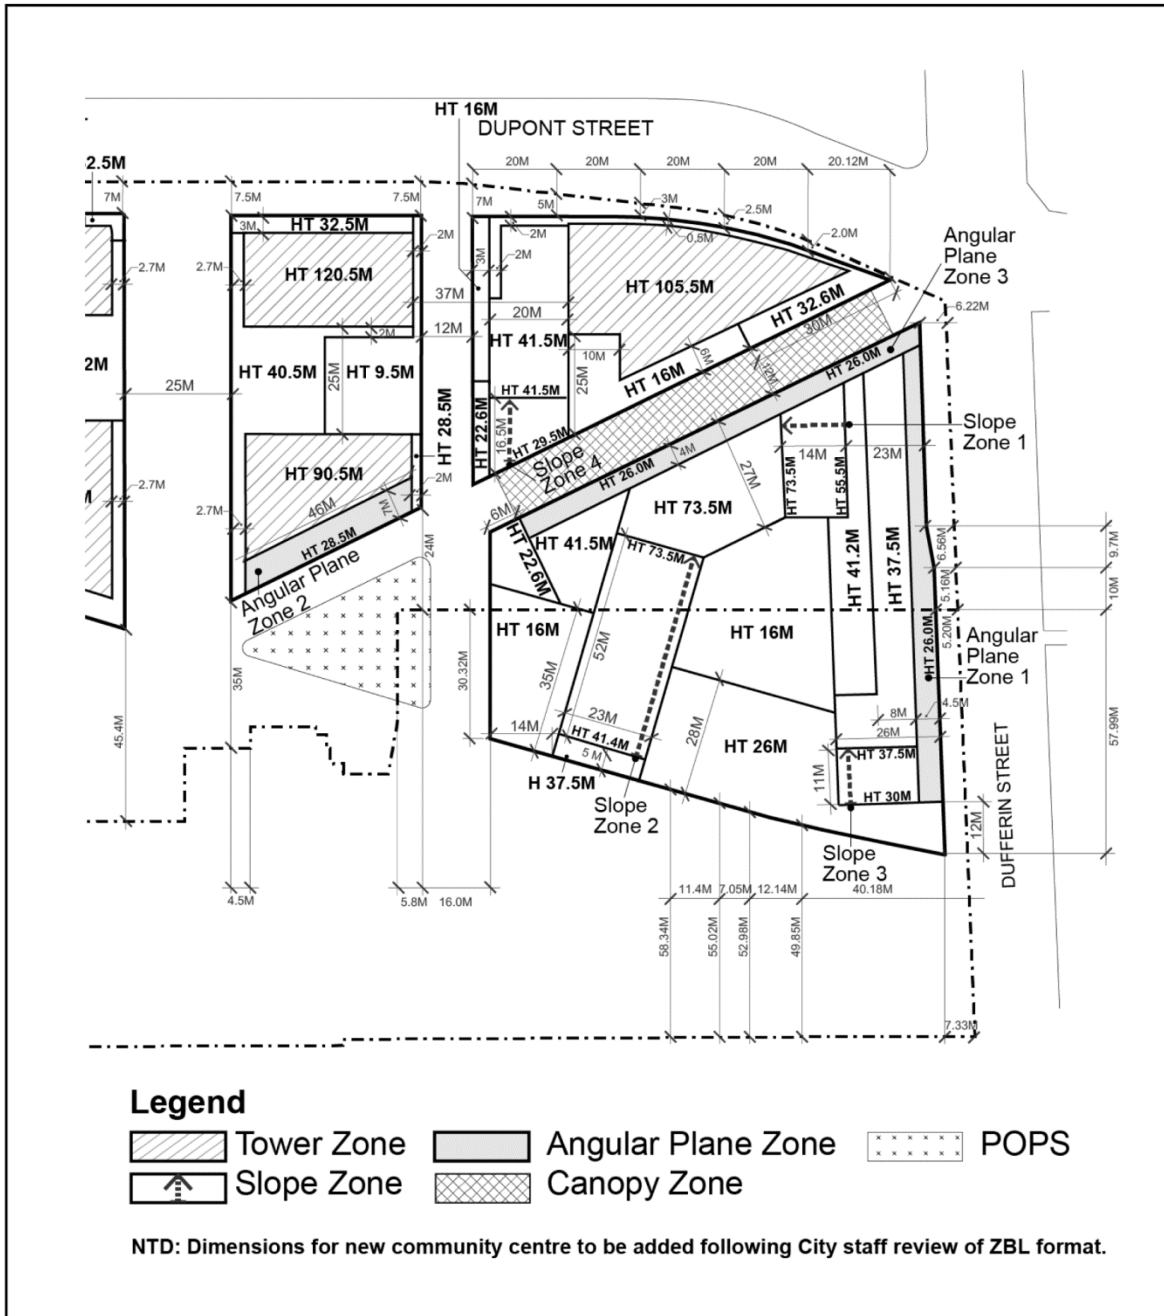 HT 16M
DUPONT STREET
2.5M
20M
20M
20M
20M
20.12M
7M
7.5M
7.5M
7M
5M
3M
2.5M
2.0M
0.5M
3M
HT 32.5M
2M
2M
2M
3M
Angular
Plane
Zone 3
2.7M
2.7M
HT 120.5M
HT 105.5M
37M
HT 32.6M
6.22M
20M
30M
12M
2M
HT 41.5M
2M
HT 40.5M
HT 9.5M
10M
6M
12M
HT 26.0M
25M
25M
25M
HT 16M
HT 41.5M
HT 28.5M
HT 22.6M
16.5M
HT 29.5M
Slope
Zone 4
Slope
Zone 1
14M
23M
4M
27M
HT 73.5M
HT 55.5M
HT 90.5M
HT 26.0M
2.7M
2M
46M
7M
2.7M
6M
HT 73.5M
HT 28.5M
24M
HT 41.5M
HT 22.6M
HT 73.5M
HT 41.2M
HT 37.5M
6.56M
9.7M
Angular Plane
Zone 2
5.16M
10M
HT 16M
HT 16M
52M
35M
5.20M
HT 26.0M
Angular
Plane
Zone 1
35M
30.32M
45.4M
14M
23M
28M
8M
4.5M
26M
57.99M
HT 41.4M
5 M
HT 26M
HT 37.5M
H 37.5M
11M
HT 30M
Slope
Zone 2
Slope
Zone 3
12M
DUFFERIN STREET
4.5M
5.8M
16.0M
11.4M
7.05M
12.14M
40.18M
58.34M
55.02M
52.98M
49.85M
7.33M
Legend
Tower Zone
Angular Plane Zone
POPS
Slope Zone
Canopy Zone
NTD: Dimensions for new community centre to be added following City staff review of ZBL format.